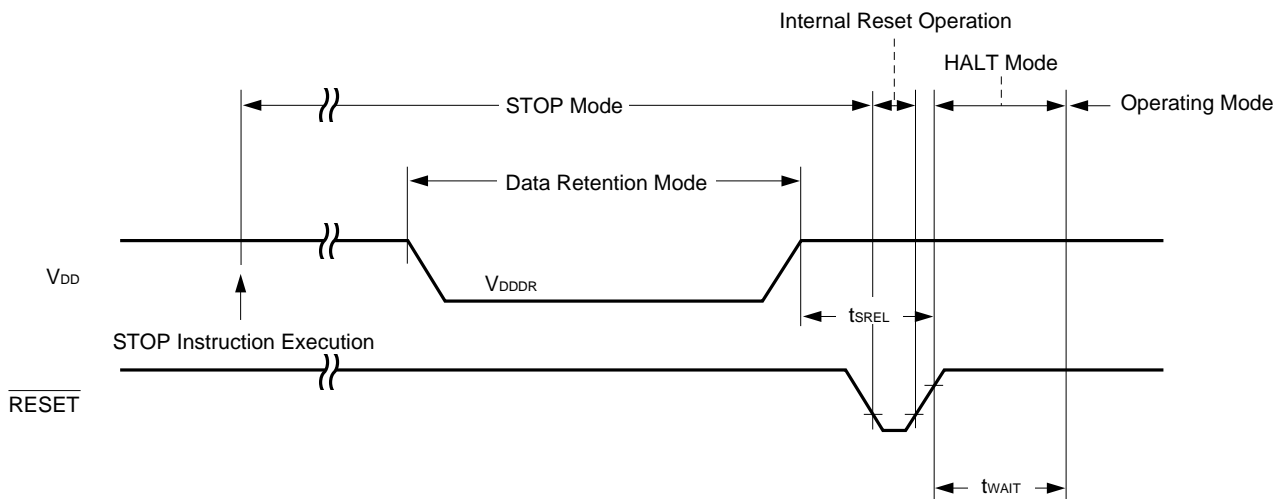 Internal Reset Operation
HALT Mode
STOP Mode
Operating Mode
Data Retention Mode
VDD
VDDDR
tSREL
STOP Instruction Execution
RESET
tWAIT